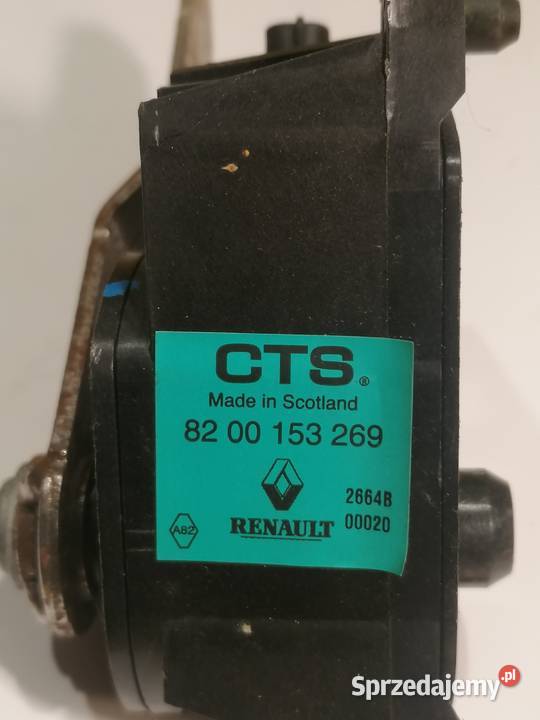 CTS®
Made in Scotland
82 00 153 269
2664B
A82
RENAULT
00020
Sprzedajemy.pl